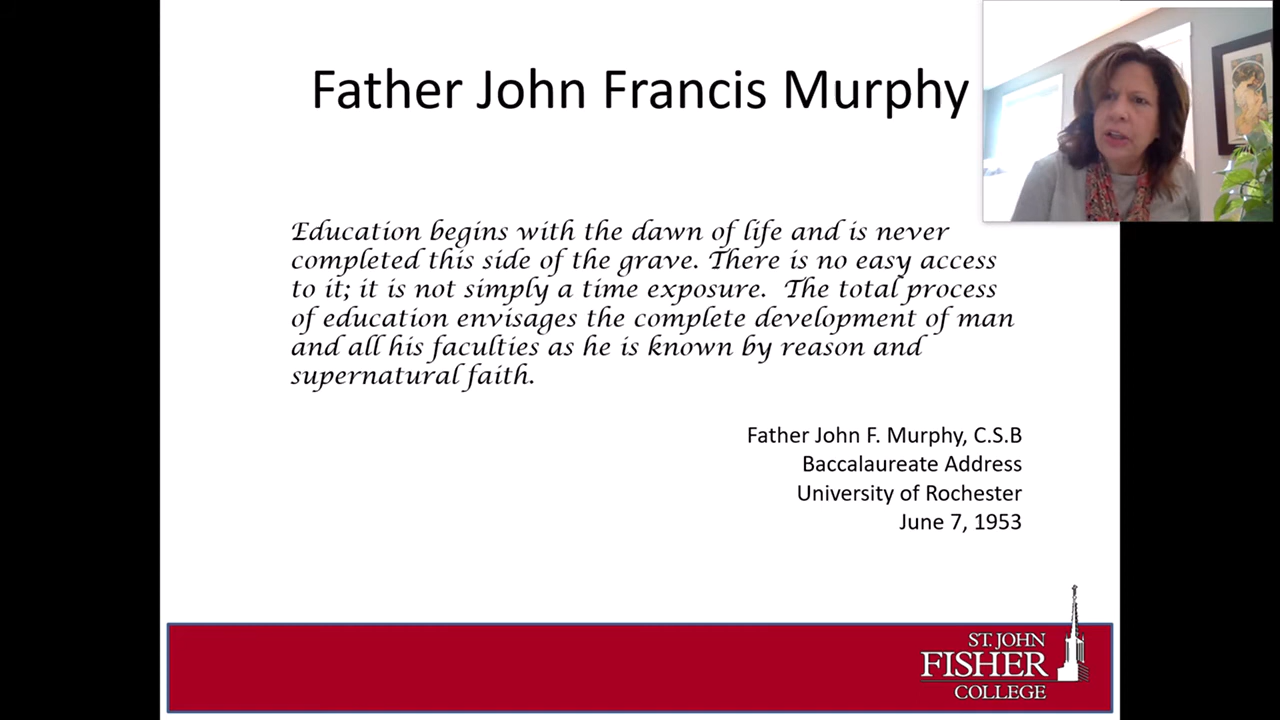 Father John Francis Murphy
Education begins with the dawn of life and is never
completed this side of the grave. There is no easy access
to it; it is not simply a time exposure.  The total process
of education envisages the complete development of man
and all his faculties as he is known by reason and
supernatural faith.
Father John F. Murphy, C.S.B
Baccalaureate Address
University of Rochester
June 7, 1953
ST. JOHN
FISHER
COLLEGE